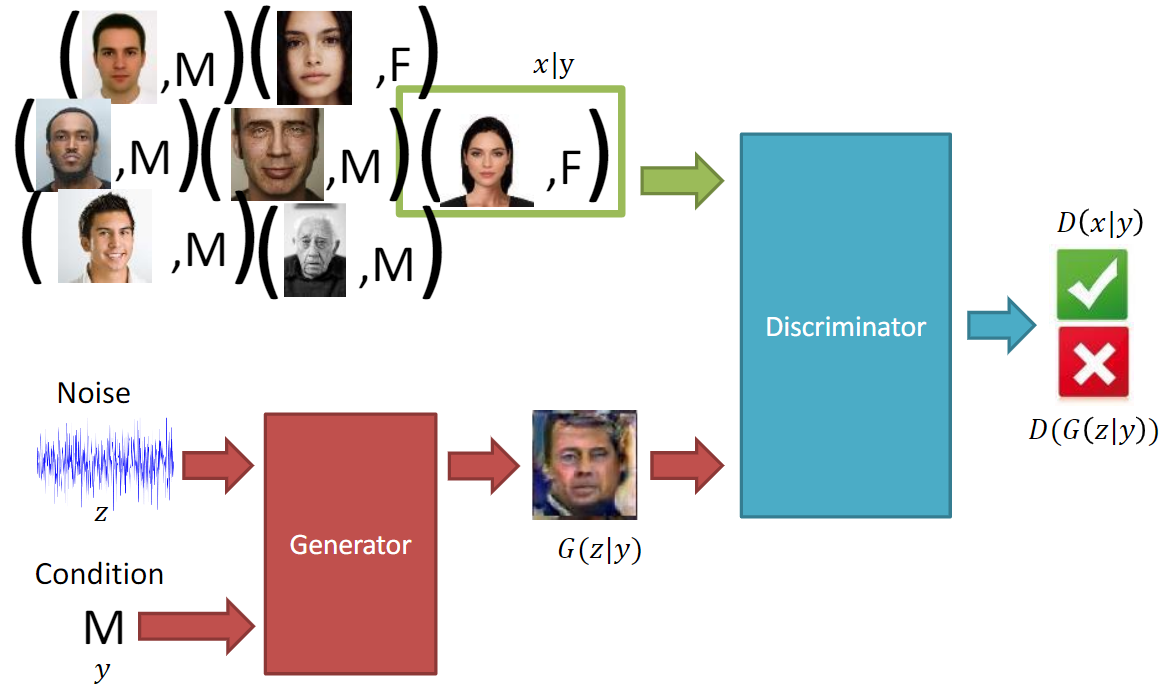 ( ,M) ( ,F)
x|y
( ,M) ( ,M) ( ,F)
( ,M) ( ,M)
D(x|y)
Discriminator
D(G(z|y))
Noise
z
Generator
G(z|y)
Condition
M
y